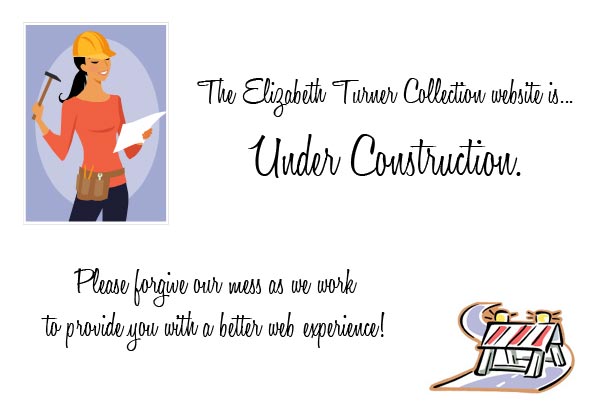 The Elizabeth Turner Collection website is...
Under Construction.
Please forgive our mess as we work
to provide you with a better web experience!